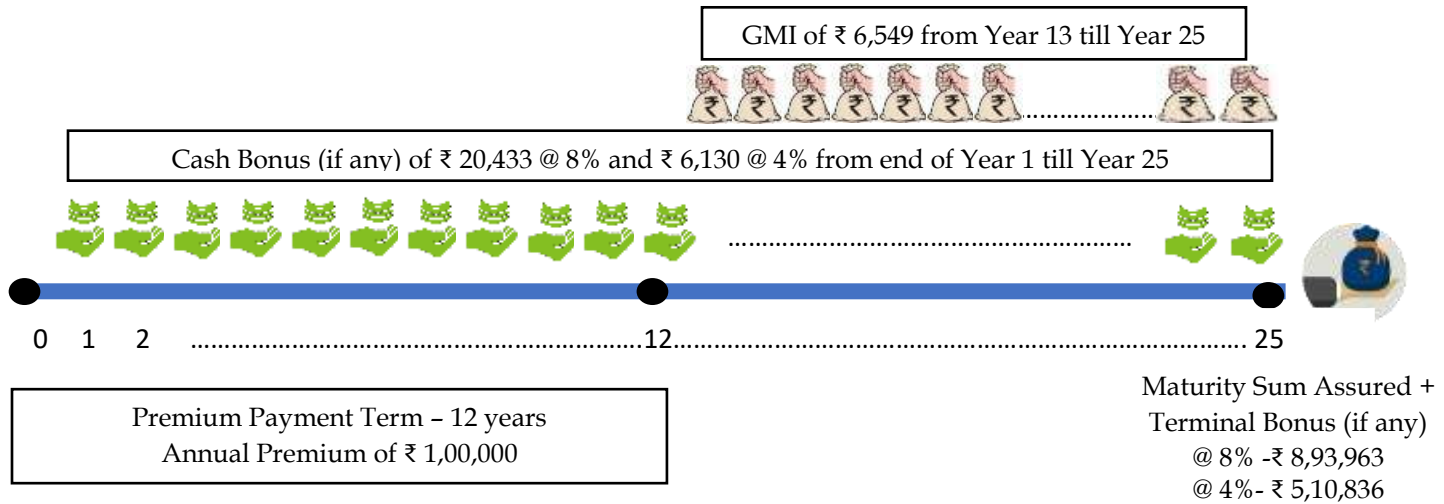 GMI of ₹ 6,549 from Year 13 till Year 25
₹ ₹ ₹ ₹ ₹ ₹ ₹ ..................... ₹ ₹
Cash Bonus (if any) of ₹ 20,433 @ 8% and ₹ 6,130 @ 4% from end of Year 1 till Year 25
0 1 2 ..........................................................12.......................................................................... 25
Premium Payment Term – 12 years
Annual Premium of ₹ 1,00,000
Maturity Sum Assured +
Terminal Bonus (if any)
@ 8% -₹ 8,93,963
@ 4%- ₹ 5,10,836